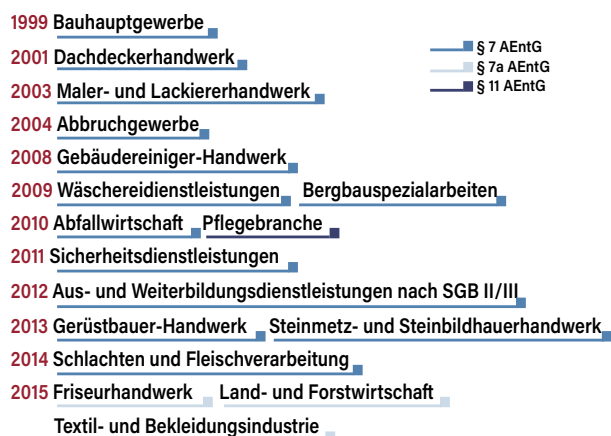 1999 Bauhauptgewerbe
2001 Dachdeckerhandwerk
§ 7 AEntG
§ 7a AEntG
§ 11 AEntG
2003 Maler- und Lackiererhandwerk
2004 Abbruchgewerbe
2008 Gebäudereiniger-Handwerk
2009 Wäschereidienstleistungen Bergbauspezialarbeiten
2010 Abfallwirtschaft Pflegebranche
2011 Sicherheitsdienstleistungen
2012 Aus- und Weiterbildungsdienstleistungen nach SGB II/III
2013 Gerüstbauer-Handwerk Steinmetz- und Steinbildhauerhandwerk
2014 Schlachten und Fleischverarbeitung
2015 Friseurhandwerk Land- und Forstwirtschaft
Textil- und Bekleidungsindustrie